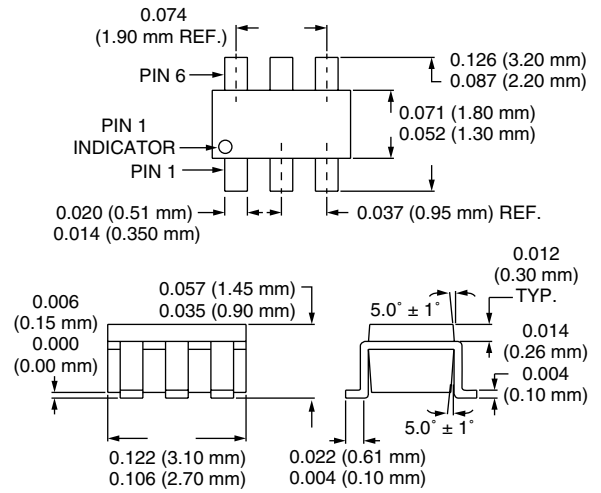 0.074
(1.90 mm REF.)
PIN 6
0.126 (3.20 mm)
0.087 (2.20 mm)
0.071 (1.80 mm)
0.052 (1.30 mm)
PIN 1
INDICATOR
PIN 1
0.020 (0.51 mm)
0.014 (0.350 mm)
0.037 (0.95 mm) REF.
0.006
(0.15 mm)
0.000
(0.00 mm)
0.057 (1.45 mm)
0.035 (0.90 mm)
0.122 (3.10 mm)
0.106 (2.70 mm)
5.0° ± 1°
0.012
(0.30 mm)
TYP.
0.014
(0.26 mm)
0.004
(0.10 mm)
5.0° ± 1°
0.022 (0.61 mm)
0.004 (0.10 mm)